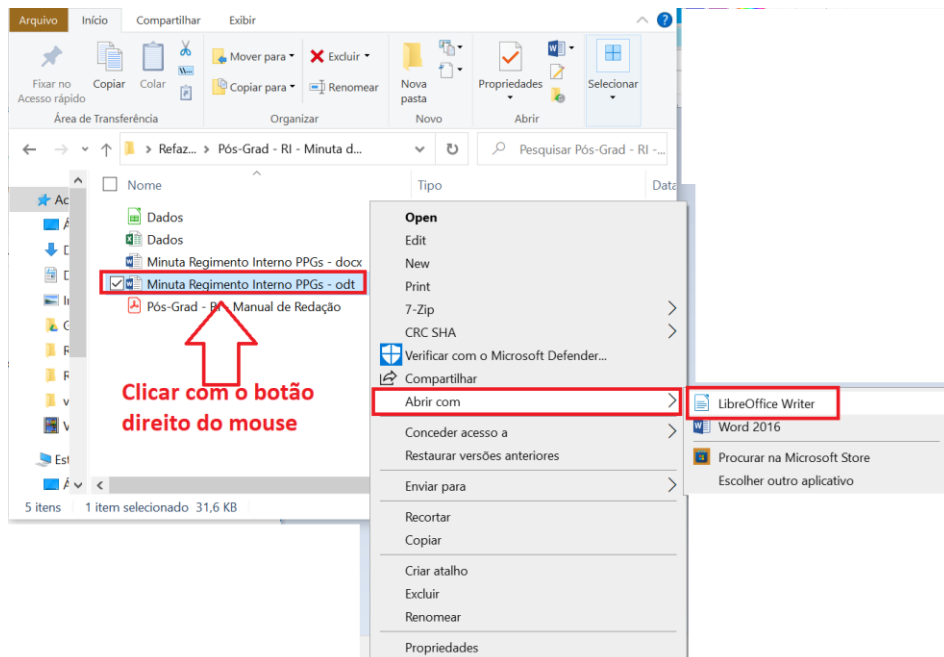 Arquivo Início Compartilhar Exibir
Fixar no
Acesso rápido
Copiar
Colar
Mover para
Copiar para
Excluir
Renomear
Nova
pasta
Propriedades
Selecionar
Área de Transferência Organizar Novo Abrir
Refaz... Pós-Grad - RI - Minuta d...
Pesquisar Pós-Grad - RI -...
Nome Tipo Data
Dados
Dados
Minuta Regimento Interno PPGs - docx
Minuta Regimento Interno PPGs - odt
Manual de Redação
Clicar com o botão
direito do mouse
5 itens 1 item selecionado 31,6 KB
Open
Edit
New
Print
7-Zip
CRC SHA
Verificar com o Microsoft Defender...
Compartilhar
Abrir com
Conceder acesso a
Restaurar versões anteriores
Enviar para
Recortar
Copiar
Criar atalho
Excluir
Renomear
Propriedades
LibreOffice Writer
Word 2016
Procurar na Microsoft Store
Escolher outro aplicativo